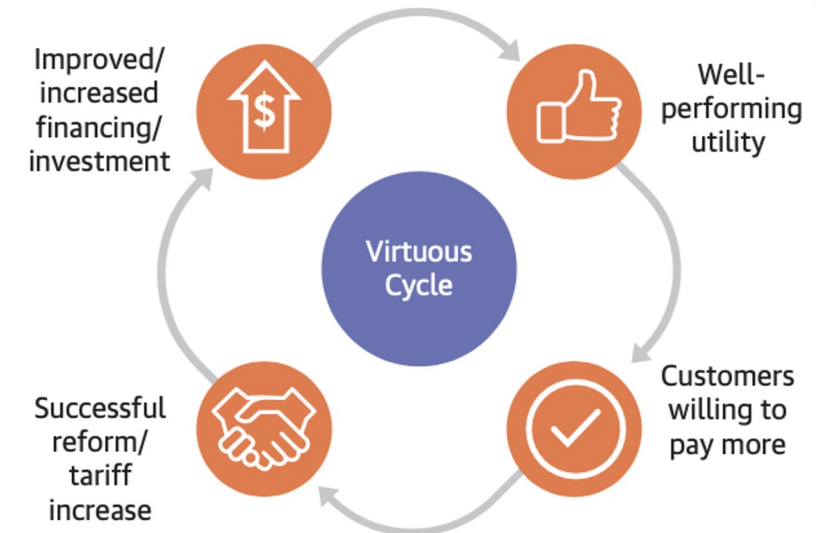 Improved/
increased
financing/
investment
$
Well-
performing
utility
Virtuous
Cycle
Successful
reform/
tariff
increase
Customers
willing to
pay more